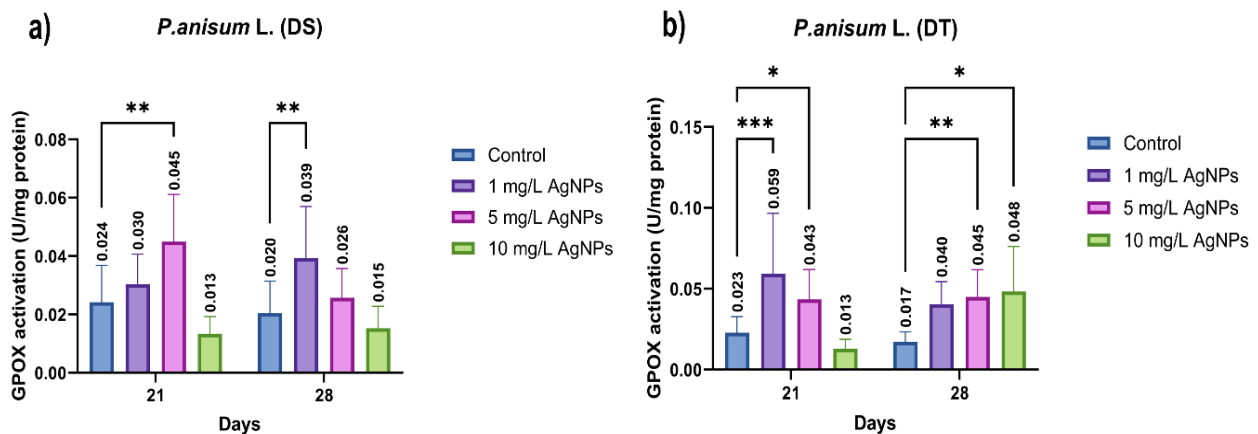 a)
P.anisum L. (DS)
GPOX activation (U/mg protein)
0.08
0.06
0.04
0.02
0.00
**
**
0.024
0.030
0.045
0.013
0.020
0.039
0.026
0.015
21
28
Days
Control
1 mg/L AgNPs
5 mg/L AgNPs
10 mg/L AgNPs
b)
P.anisum L. (DT)
GPOX activation (U/mg protein)
0.15
0.10
0.05
0.00
*
***
*
**
0.023
0.059
0.043
0.013
0.017
0.040
0.045
0.048
21
28
Days
Control
1 mg/L AgNPs
5 mg/L AgNPs
10 mg/L AgNPs